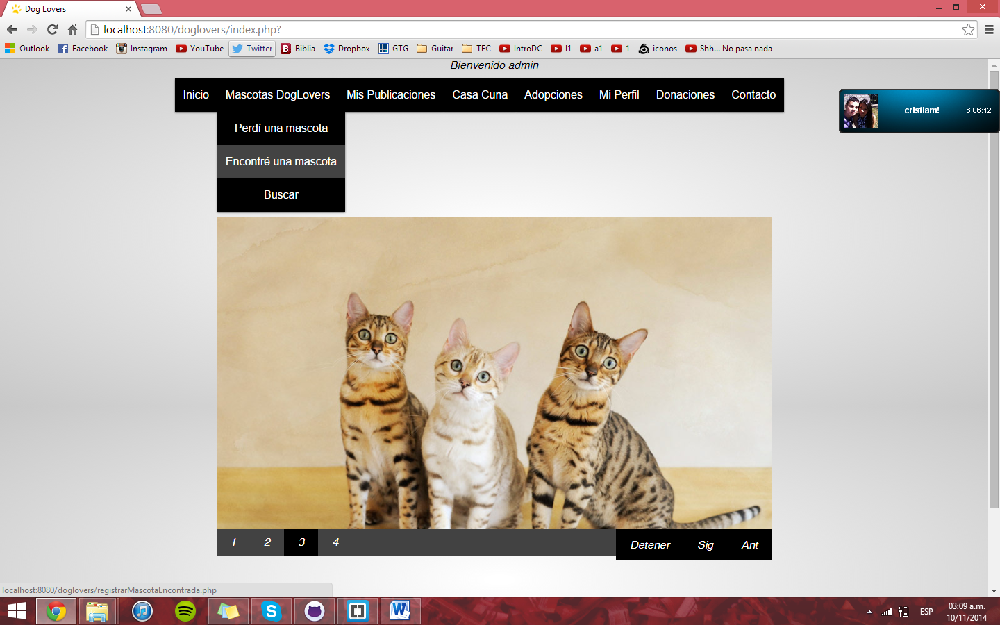 Dog Lovers
localhost:8080/doglovers/index.php?
Outlook Facebook Instagram YouTube Twitter Biblia Dropbox GTG Guitar TEC IntroDC I1 a1 1 iconos Shh... No pasa nada
Bienvenido admin
Inicio Mascotas DogLovers Mis Publicaciones Casa Cuna Adopciones Mi Perfil Donaciones Contacto
cristiam! 6:06:12
Perdí una mascota
Encontré una mascota
Buscar
1 2 3 4 Detener Sig Ant
localhost:8080/doglovers/registrarMascotaEncontrada.php
ESP 03:09 a.m.
10/11/2014